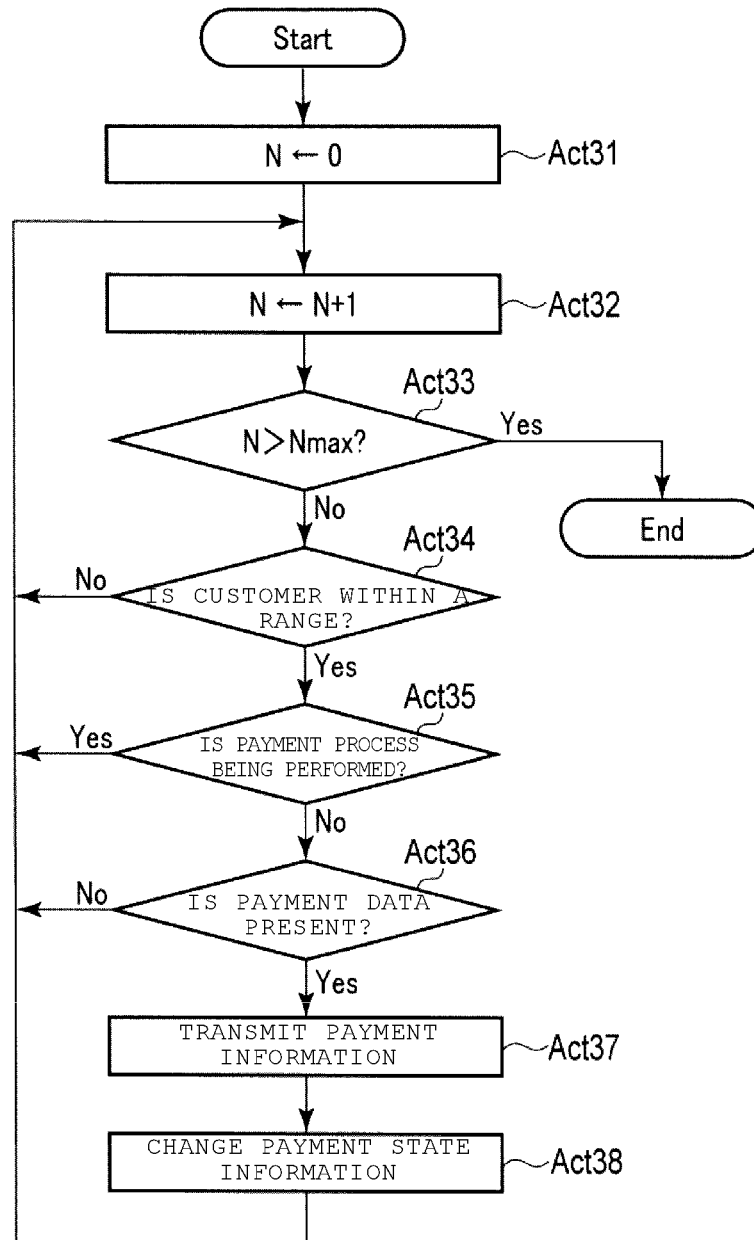 Start
N ← 0
Act31
N ← N+1
Act32
Act33
N>Nmax?
Yes
No
End
Act34
No
IS CUSTOMER WITHIN A
RANGE?
Yes
Act35
Yes
IS PAYMENT PROCESS
BEING PERFORMED?
No
Act36
No
IS PAYMENT DATA
PRESENT?
Yes
TRANSMIT PAYMENT
INFORMATION
Act37
CHANGE PAYMENT STATE
INFORMATION
Act38